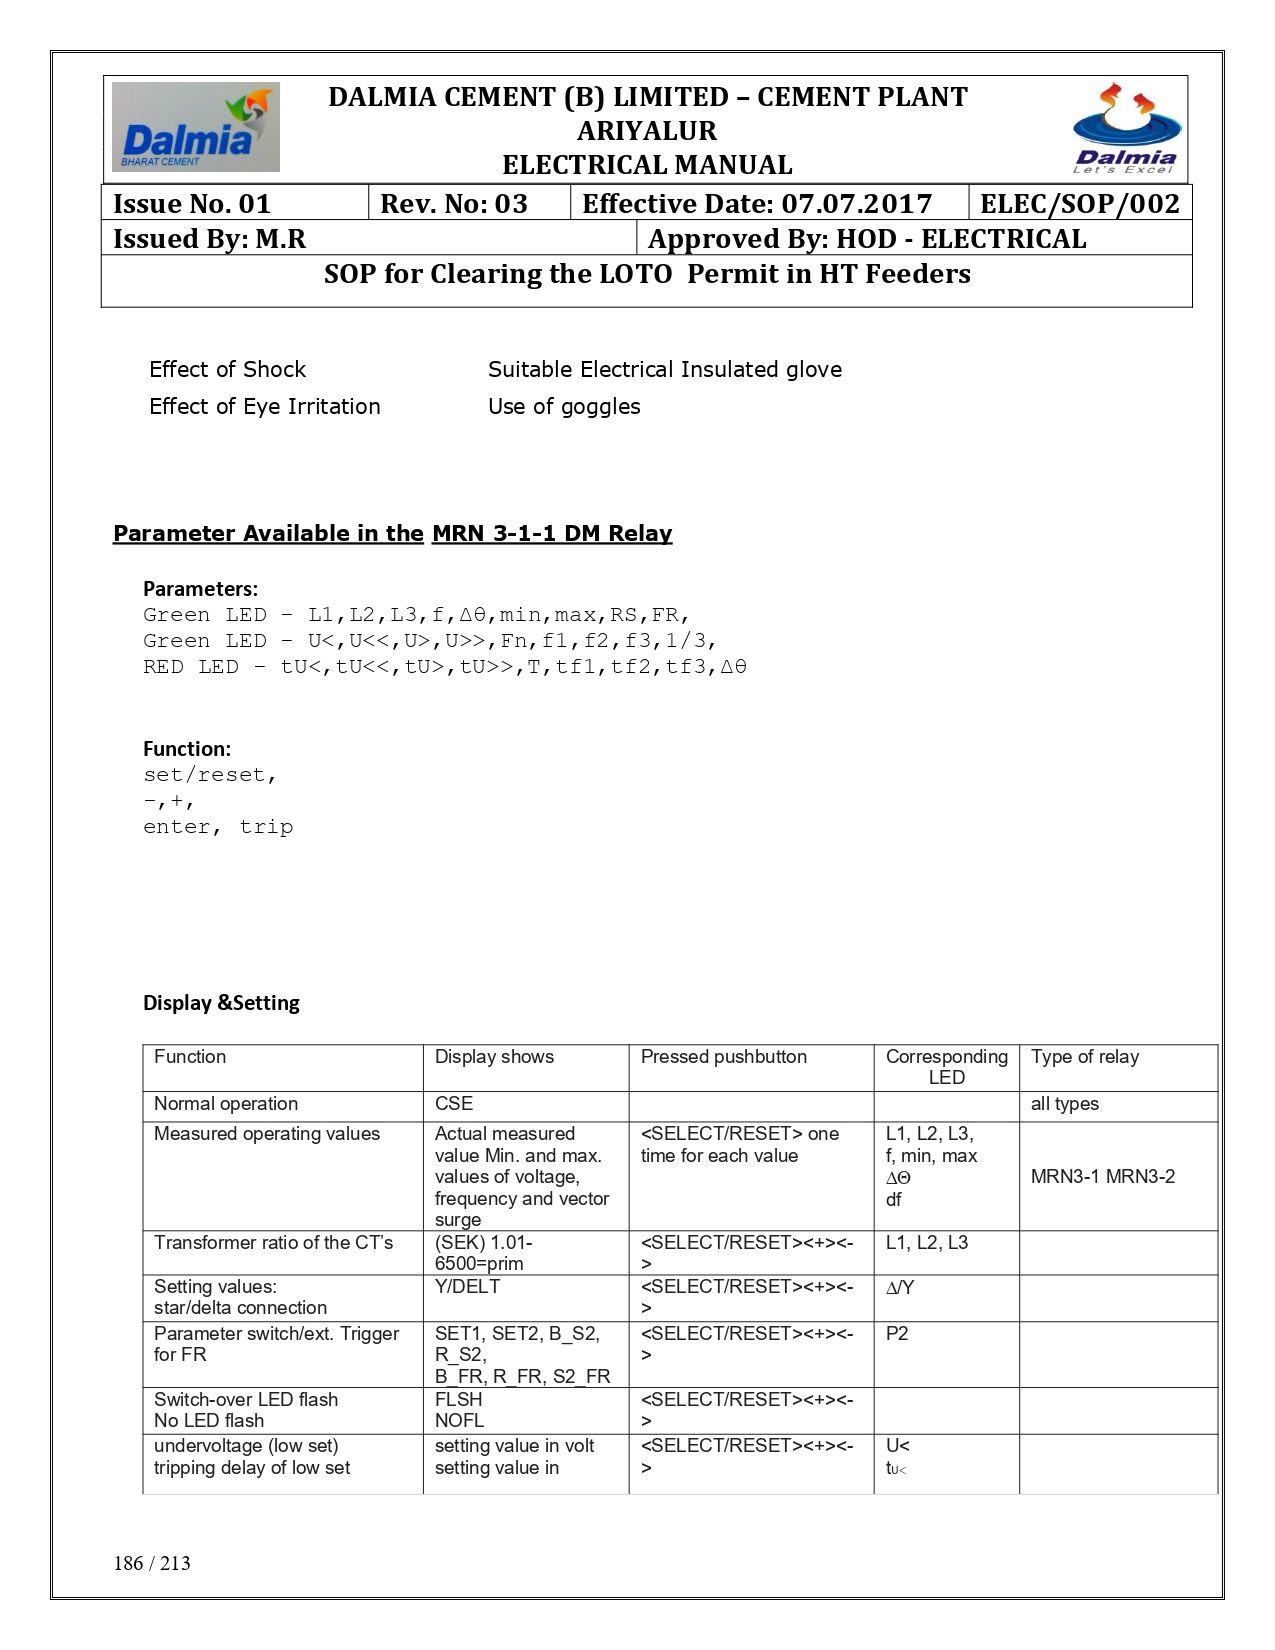 Dalmia
BHARAT CEMENT
DALMIA CEMENT (B) LIMITED – CEMENT PLANT
ARIYALUR
ELECTRICAL MANUAL
Dalmia
Let's Excel
Issue No. 01 Rev. No: 03 Effective Date: 07.07.2017 ELEC/SOP/002
Issued By: M.R Approved By: HOD - ELECTRICAL
SOP for Clearing the LOTO Permit in HT Feeders
Effect of Shock Suitable Electrical Insulated glove
Effect of Eye Irritation Use of goggles
Parameter Available in the MRN 3-1-1 DM Relay
Parameters:
Green LED – L1,L2,L3,f,Δθ,min,max,RS,FR,
Green LED – U<,U<<,U>,U>>,Fn,f1,f2,f3,1/3,
RED LED – tU<,tU<<,tU>,tU>>,T,tf1,tf2,tf3,Δθ
Function:
set/reset,
-,+,
enter, trip
Display &Setting
Function Display shows Pressed pushbutton Corresponding Type of relay
LED
Normal operation CSE all types
Measured operating values Actual measured <SELECT/RESET> one L1, L2, L3,
value Min. and max. time for each value f, min, max
values of voltage, ΔΘ MRN3-1 MRN3-2
frequency and vector df
surge
Transformer ratio of the CT's (SEK) 1.01- <SELECT/RESET><+><- L1, L2, L3
6500=prim >
Setting values: Y/DELT <SELECT/RESET><+><- Δ/Y
star/delta connection >
Parameter switch/ext. Trigger SET1, SET2, B_S2, <SELECT/RESET><+><- P2
for FR R_S2, >
B_FR, R_FR, S2_FR
Switch-over LED flash FLSH <SELECT/RESET><+><-
No LED flash NOFL >
undervoltage (low set) setting value in volt <SELECT/RESET><+><- U<
tripping delay of low set setting value in > tU<
186 / 213